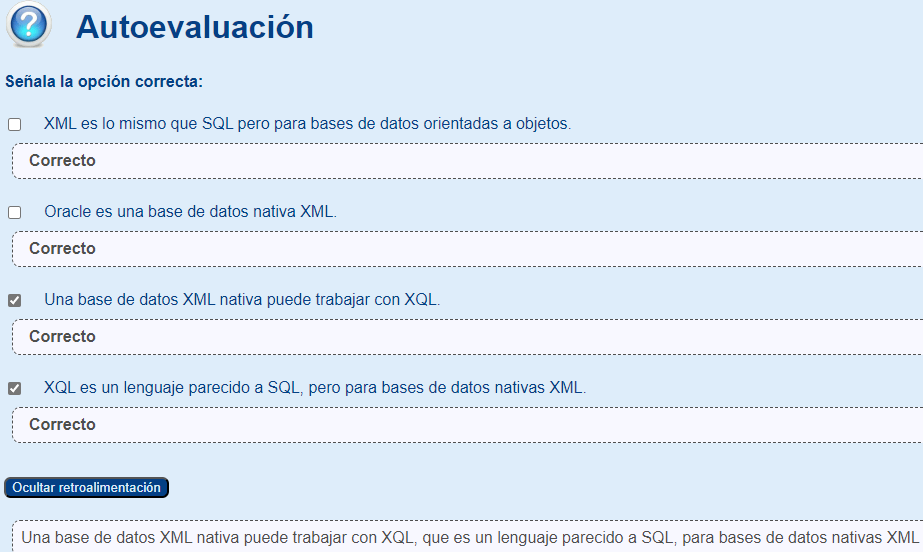 Autoevaluación
Señala la opción correcta:
XML es lo mismo que SQL pero para bases de datos orientadas a objetos.
Correcto
Oracle es una base de datos nativa XML.
Correcto
Una base de datos XML nativa puede trabajar con XQL.
Correcto
XQL es un lenguaje parecido a SQL, pero para bases de datos nativas XML.
Correcto
Ocultar retroalimentación
Una base de datos XML nativa puede trabajar con XQL, que es un lenguaje parecido a SQL, para bases de datos nativas XML